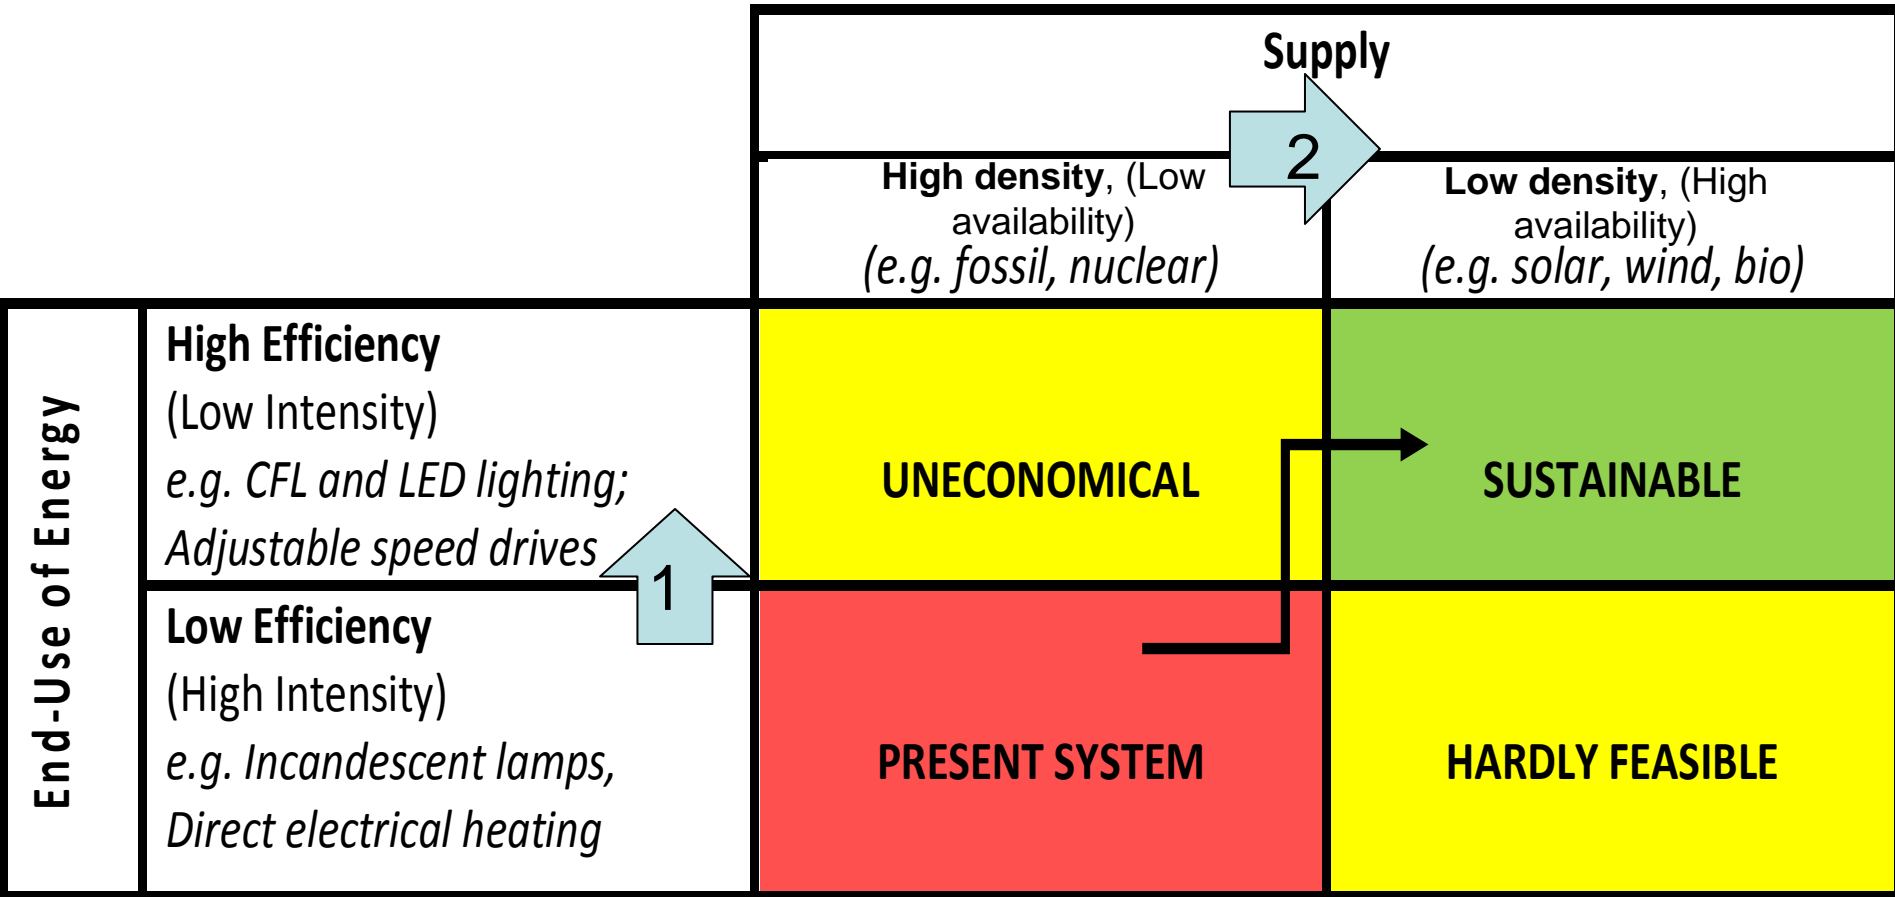 Supply
2
High density, (Low
availability)
(e.g. fossil, nuclear)
Low density, (High
availability)
(e.g. solar, wind, bio)
End-Use of Energy
High Efficiency
(Low Intensity)
e.g. CFL and LED lighting;
Adjustable speed drives
1
UNECONOMICAL
SUSTAINABLE
Low Efficiency
(High Intensity)
e.g. Incandescent lamps,
Direct electrical heating
PRESENT SYSTEM
HARDLY FEASIBLE